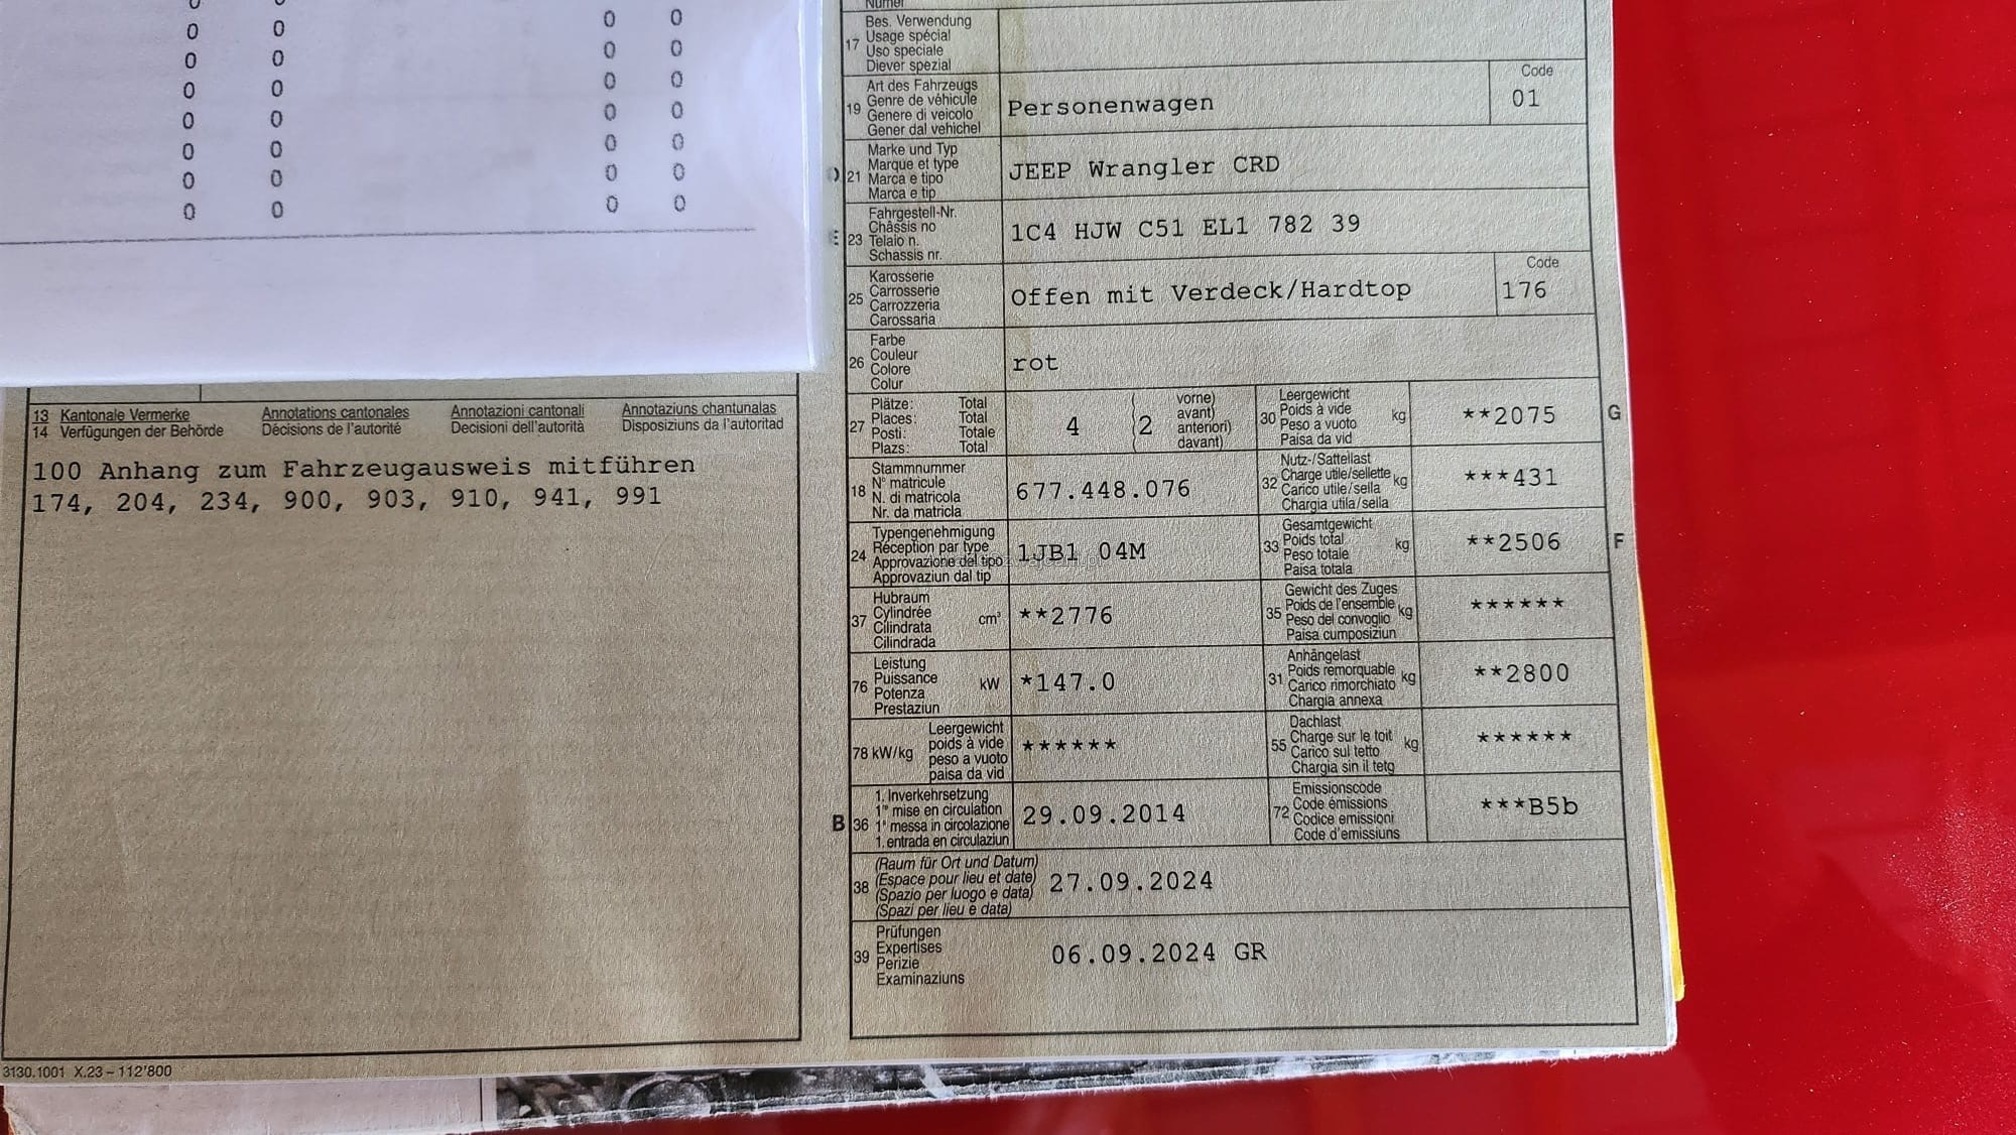 0 0 0 0
0 0 0 0
0 0 0 0
0 0 0 0
0 0 0 0
0 0 0 0
0 0 0 0
0 0 0 0
13 Kantonale Vermerke Annotations cantonales Annotazioni cantonali Annotaziuns chantunalas
14 Verfügungen der Behörde Décisions de l'autorité Decisioni dell'autorità Disposiziuns da l'autoritad
100 Anhang zum Fahrzeugausweis mitführen
174, 204, 234, 900, 903, 910, 941, 991
3130.1001 X.23 – 112'800
Numer
17
Bes. Verwendung
Usage spécial
Uso speciale
Diever spezial
19
Art des Fahrzeugs
Genre de véhicule
Genere di veicolo
Gener dal vehichel
Personenwagen
Code
01
21
Marke und Typ
Marque et type
Marca e tipo
Marca e tip
JEEP Wrangler CRD
23
Fahrgestell-Nr.
Châssis no
Telaio n.
Schassis nr.
1C4 HJW C51 EL1 782 39
25
Karosserie
Carrosserie
Carrozzeria
Carossaria
Offen mit Verdeck/Hardtop
Code
176
26
Farbe
Couleur
Colore
Colur
rot
27
Plätze: Total
Places: Total
Posti: Totale
Plazs: Total
4
2
vorne)
avant)
anteriori)
davant)
30
Leergewicht
Poids à vide
Peso a vuoto
Paisa da vid
kg
**2075
G
18
Stammnummer
N° matricule
N. di matricola
Nr. da matricla
677.448.076
32
Nutz-/Sattellast
Charge utile/sellette
Carico utile/sella
Chargia utila/sella
kg
***431
24
Typengenehmigung
Réception par type
Approvazione del tipo
Approvaziun dal tip
1JB1 04M
33
Gesamtgewicht
Poids total
Peso totale
Paisa totala
kg
**2506
F
37
Hubraum
Cylindrée
Cilindrata
Cilindrada
cm³
**2776
35
Gewicht des Zuges
Poids de l'ensemble
Peso del convoglio
Paisa cumposiziun
kg
******
76
Leistung
Puissance
Potenza
Prestaziun
kW
*147.0
31
Anhängelast
Poids remorquable
Carico rimorchiato
Chargia annexa
kg
**2800
78 kW/kg
Leergewicht
poids à vide
peso a vuoto
paisa da vid
******
55
Dachlast
Charge sur le toit
Carico sul tetto
Chargia sin il tetg
kg
******
B
36
1. Inverkehrsetzung
1re mise en circulation
1a messa in circolazione
1. entrada en circulaziun
29.09.2014
72
Emissionscode
Code émissions
Codice emissioni
Code d'emissiuns
***B5b
38
(Raum für Ort und Datum)
(Espace pour lieu et date)
(Spazio per luogo e data)
(Spazi per lieu e data)
27.09.2024
39
Prüfungen
Expertises
Perizie
Examinaziuns
06.09.2024 GR